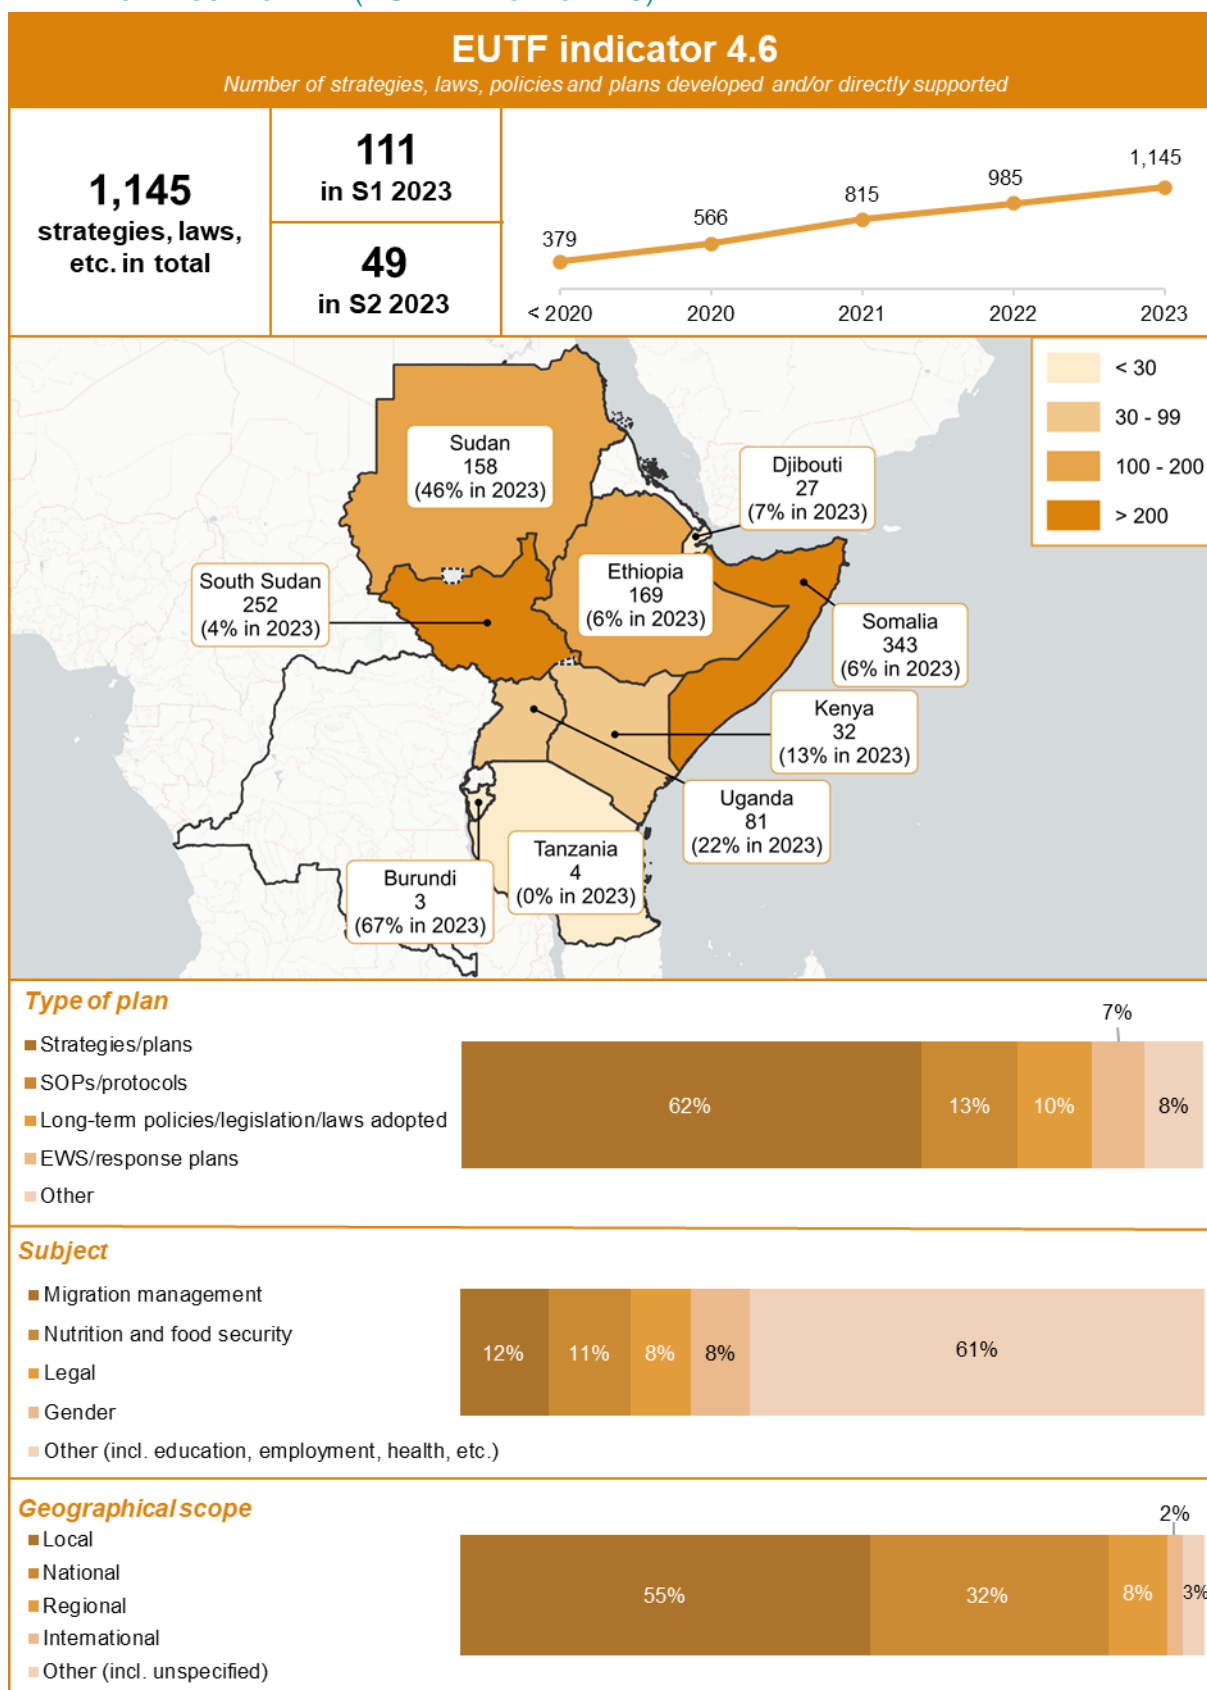 EUTF indicator 4.6
Number of strategies, laws, policies and plans developed and/or directly supported
1,145
strategies, laws,
etc. in total
111
in S1 2023
49
in S2 2023
379
566
815
985
1,145
< 2020
2020
2021
2022
2023
< 30
30 - 99
100 - 200
> 200
Sudan
158
(46% in 2023)
Djibouti
27
(7% in 2023)
South Sudan
252
(4% in 2023)
Ethiopia
169
(6% in 2023)
Somalia
343
(6% in 2023)
Kenya
32
(13% in 2023)
Uganda
81
(22% in 2023)
Tanzania
4
(0% in 2023)
Burundi
3
(67% in 2023)
Type of plan
Strategies/plans
SOPs/protocols
Long-term policies/legislation/laws adopted
EWS/response plans
Other
62%
13%
10%
7%
8%
Subject
Migration management
Nutrition and food security
Legal
Gender
Other (incl. education, employment, health, etc.)
12%
11%
8%
8%
61%
Geographical scope
Local
National
Regional
International
Other (incl. unspecified)
55%
32%
8%
2%
3%